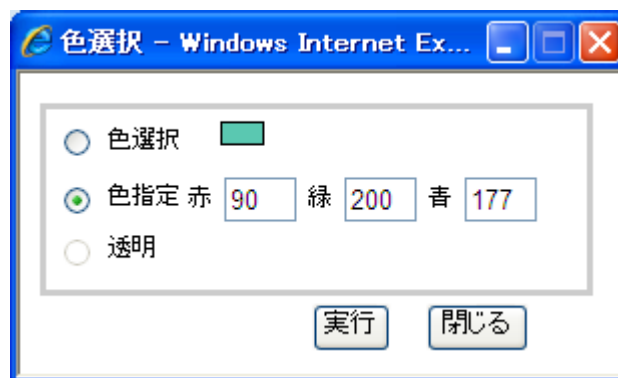 色選択 - Windows Internet Ex...
色選択
色指定 赤 90 緑 200 青 177
透明
実行 閉じる